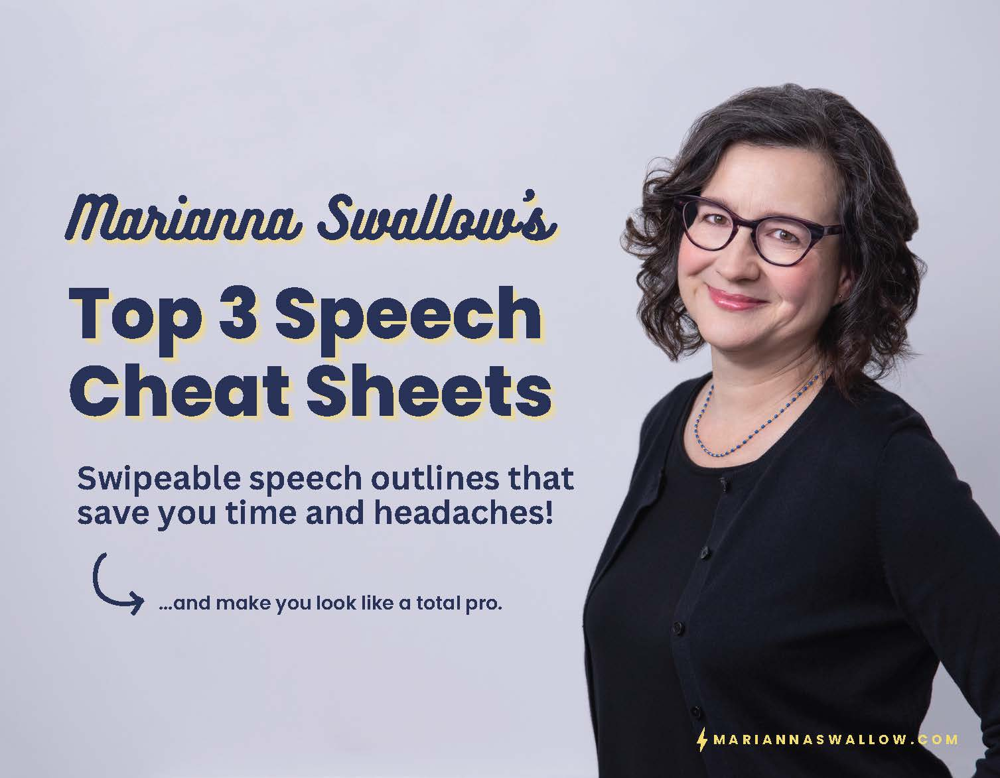 Marianna Swallow's
Top 3 Speech
Cheat Sheets
Swipeable speech outlines that
save you time and headaches!
...and make you look like a total pro.
MARIANNASWALLOW.COM